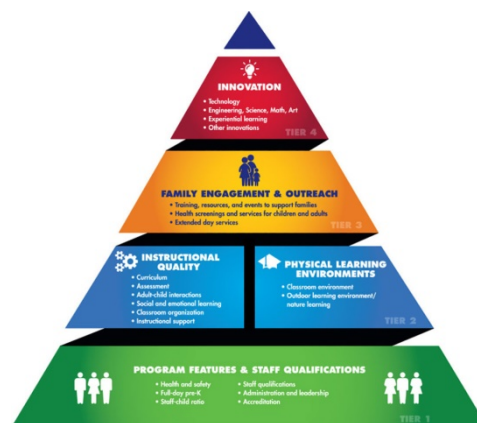 INNOVATION
• Technology
• Engineering, Science, Math, Art
• Experiential learning
• Other innovations
TIER 4
FAMILY ENGAGEMENT & OUTREACH
• Training, resources, and events to support families
• Health screenings and services for children and adults
• Extended day services
TIER 3
INSTRUCTIONAL
QUALITY
• Curriculum
• Assessment
• Adult-child interactions
• Social and emotional learning
• Classroom organization
• Instructional support
PHYSICAL LEARNING
ENVIRONMENTS
• Classroom environment
• Outdoor learning environment/
nature learning
TIER 2
PROGRAM FEATURES & STAFF QUALIFICATIONS
• Health and safety
• Full-day pre-K
• Staff-child ratio
• Staff qualifications
• Administration and leadership
• Accreditation
TIER 1